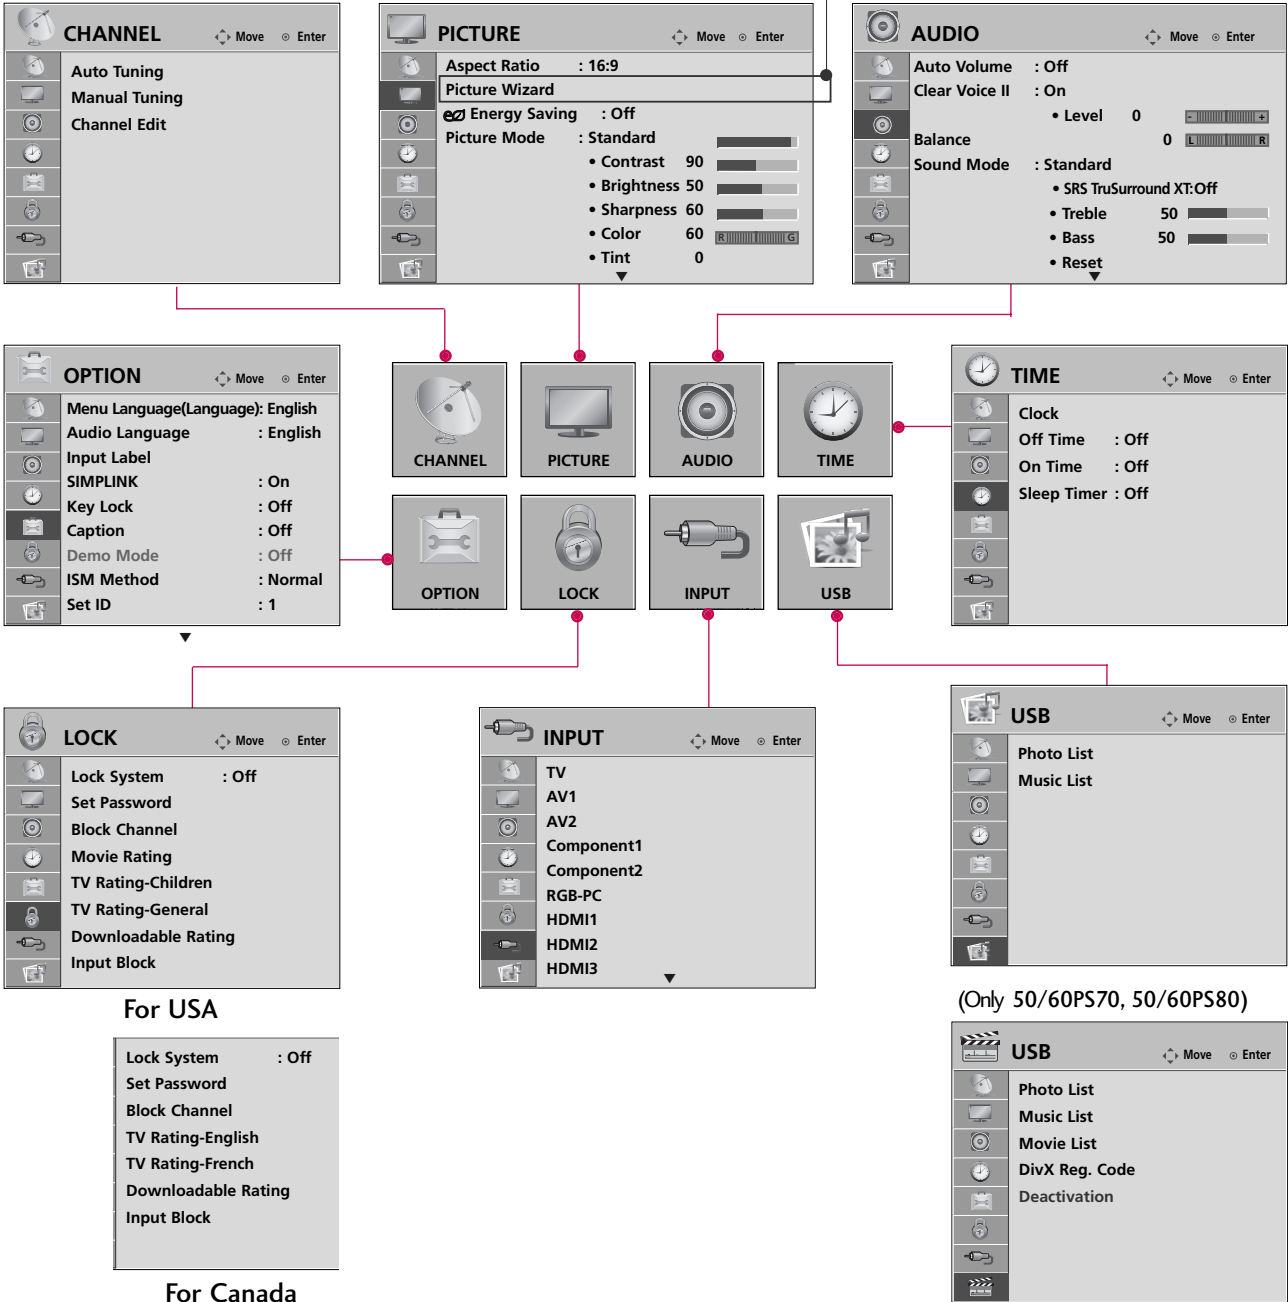 CHANNEL Move Enter
Auto Tuning
Manual Tuning
Channel Edit
PICTURE Move Enter
Aspect Ratio : 16:9
Picture Wizard
Energy Saving : Off
Picture Mode : Standard
• Contrast 90
• Brightness 50
• Sharpness 60
• Color 60 R G
• Tint 0
AUDIO Move Enter
Auto Volume : Off
Clear Voice II : On
• Level 0 - +
Balance 0 L R
Sound Mode : Standard
• SRS TruSurround XT:Off
• Treble 50
• Bass 50
• Reset
OPTION Move Enter
Menu Language(Language): English
Audio Language : English
Input Label
SIMPLINK : On
Key Lock : Off
Caption : Off
Demo Mode : Off
ISM Method : Normal
Set ID : 1
CHANNEL
PICTURE
AUDIO
TIME
OPTION
LOCK
INPUT
USB
TIME Move Enter
Clock
Off Time : Off
On Time : Off
Sleep Timer : Off
LOCK Move Enter
Lock System : Off
Set Password
Block Channel
Movie Rating
TV Rating-Children
TV Rating-General
Downloadable Rating
Input Block
For USA
Lock System : Off
Set Password
Block Channel
TV Rating-English
TV Rating-French
Downloadable Rating
Input Block
For Canada
INPUT Move Enter
TV
AV1
AV2
Component1
Component2
RGB-PC
HDMI1
HDMI2
HDMI3
USB Move Enter
Photo List
Music List
(Only 50/60PS70, 50/60PS80)
USB Move Enter
Photo List
Music List
Movie List
DivX Reg. Code
Deactivation